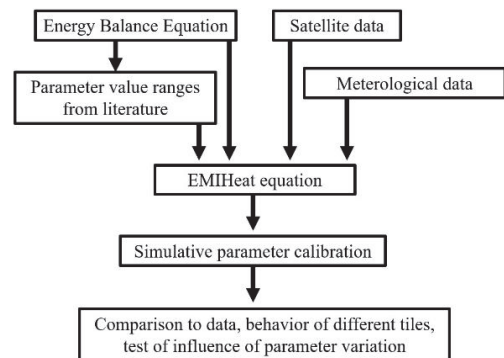 Energy Balance Equation
Satellite data
Parameter value ranges
from literature
Meterological data
EMIHeat equation
Simulative parameter calibration
Comparison to data, behavior of different tiles,
test of influence of parameter variation